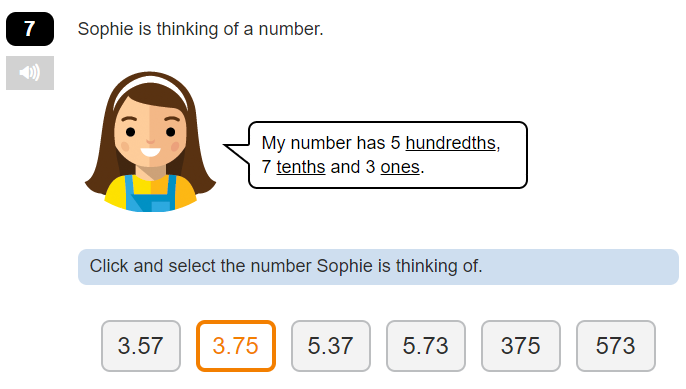 7
Sophie is thinking of a number.
My number has 5 hundredths,
7 tenths and 3 ones.
Click and select the number Sophie is thinking of.
3.57 3.75 5.37 5.73 375 573